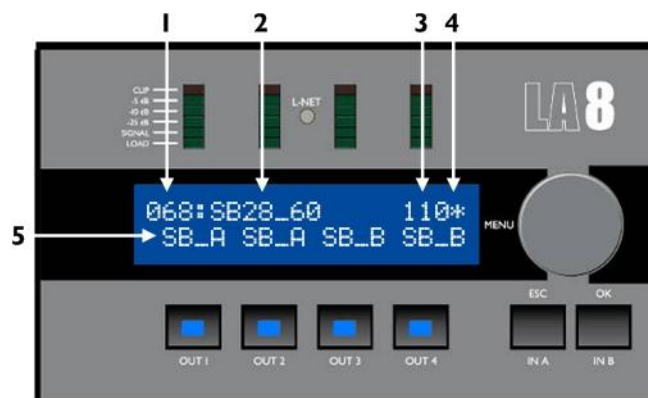 1 2 3 4
CLIP
-5 dB
-10 dB
-25 dB
SIGNAL
LOAD
L-NET
LA8
068:SB28_60 110*
MENU
5
SB_A SB_A SB_B SB_B
ESC OK
OUT 1 OUT 2 OUT 3 OUT 4 IN A IN B